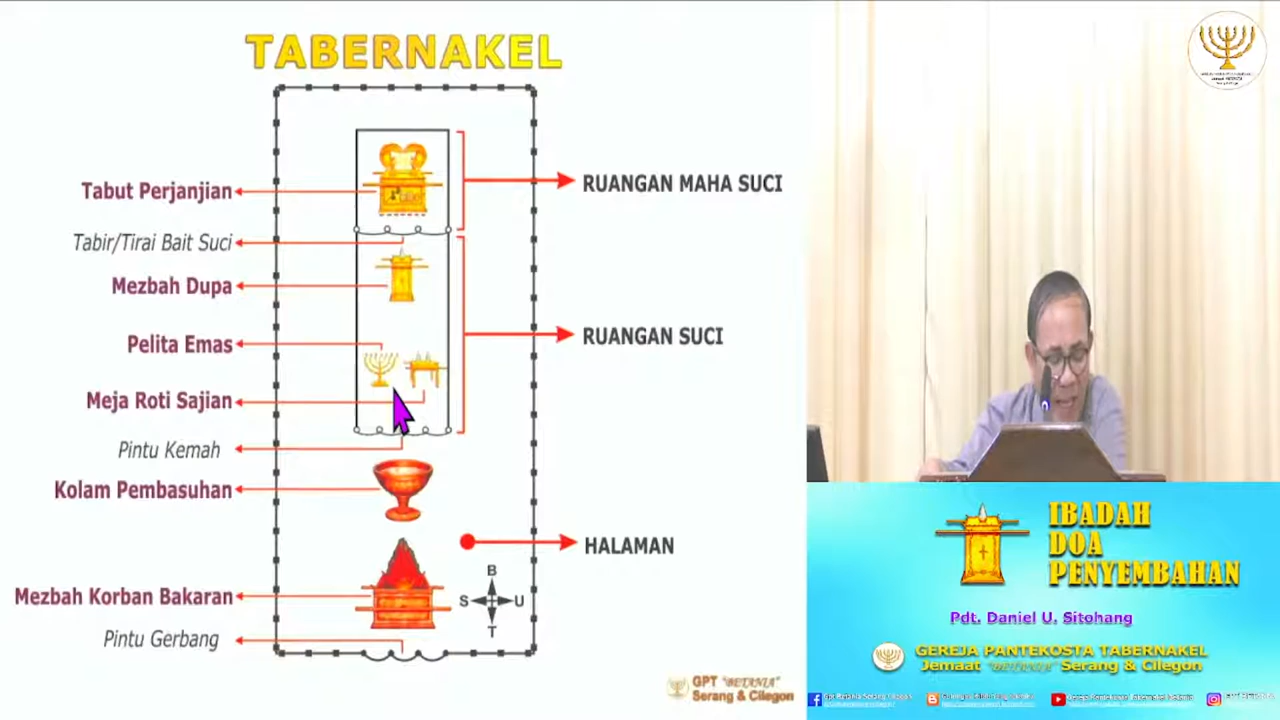 TABERNAKEL
Tabut Perjanjian
RUANGAN MAHA SUCI
Tabir/Tirai Bait Suci
Mezbah Dupa
RUANGAN SUCI
Pelita Emas
Meja Roti Sajian
Pintu Kemah
Kolam Pembasuhan
HALAMAN
B
S U
T
Mezbah Korban Bakaran
Pintu Gerbang
GPT "BETANIA"
Serang & Cilegon
IBADAH
DOA
PENYEMBAHAN
Pdt. Daniel U. Sitohang
GEREJA PANTEKOSTA TABERNAKEL
Jemaat "BETANIA" Serang & Cilegon